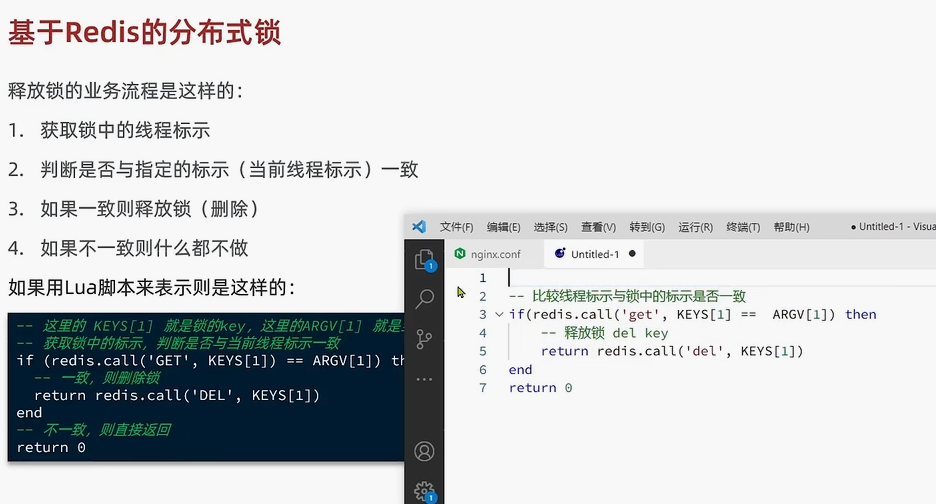 基于Redis的分布式锁
释放锁的业务流程是这样的：
1. 获取锁中的线程标示
2. 判断是否与指定的标示（当前线程标示）一致
3. 如果一致则释放锁（删除）
4. 如果不一致则什么都不做
如果用Lua脚本来表示则是这样的：
-- 这里的 KEYS[1] 就是锁的key，这里的ARGV[1] 就是
-- 获取锁中的标示，判断是否与当前线程标示一致
if (redis.call('GET', KEYS[1]) == ARGV[1]) th
-- 一致，则删除锁
return redis.call('DEL', KEYS[1])
end
-- 不一致，则直接返回
return 0
文件(F) 编辑(E) 选择(S) 查看(V) 转到(G) 运行(R) 终端(T) 帮助(H) ● Untitled-1 - Visua
nginx.conf Untitled-1 ●
1
2 -- 比较线程标示与锁中的标示是否一致
3 if(redis.call('get', KEYS[1] == ARGV[1]) then
4 -- 释放锁 del key
5 return redis.call('del', KEYS[1])
6 end
7 return 0
1
1